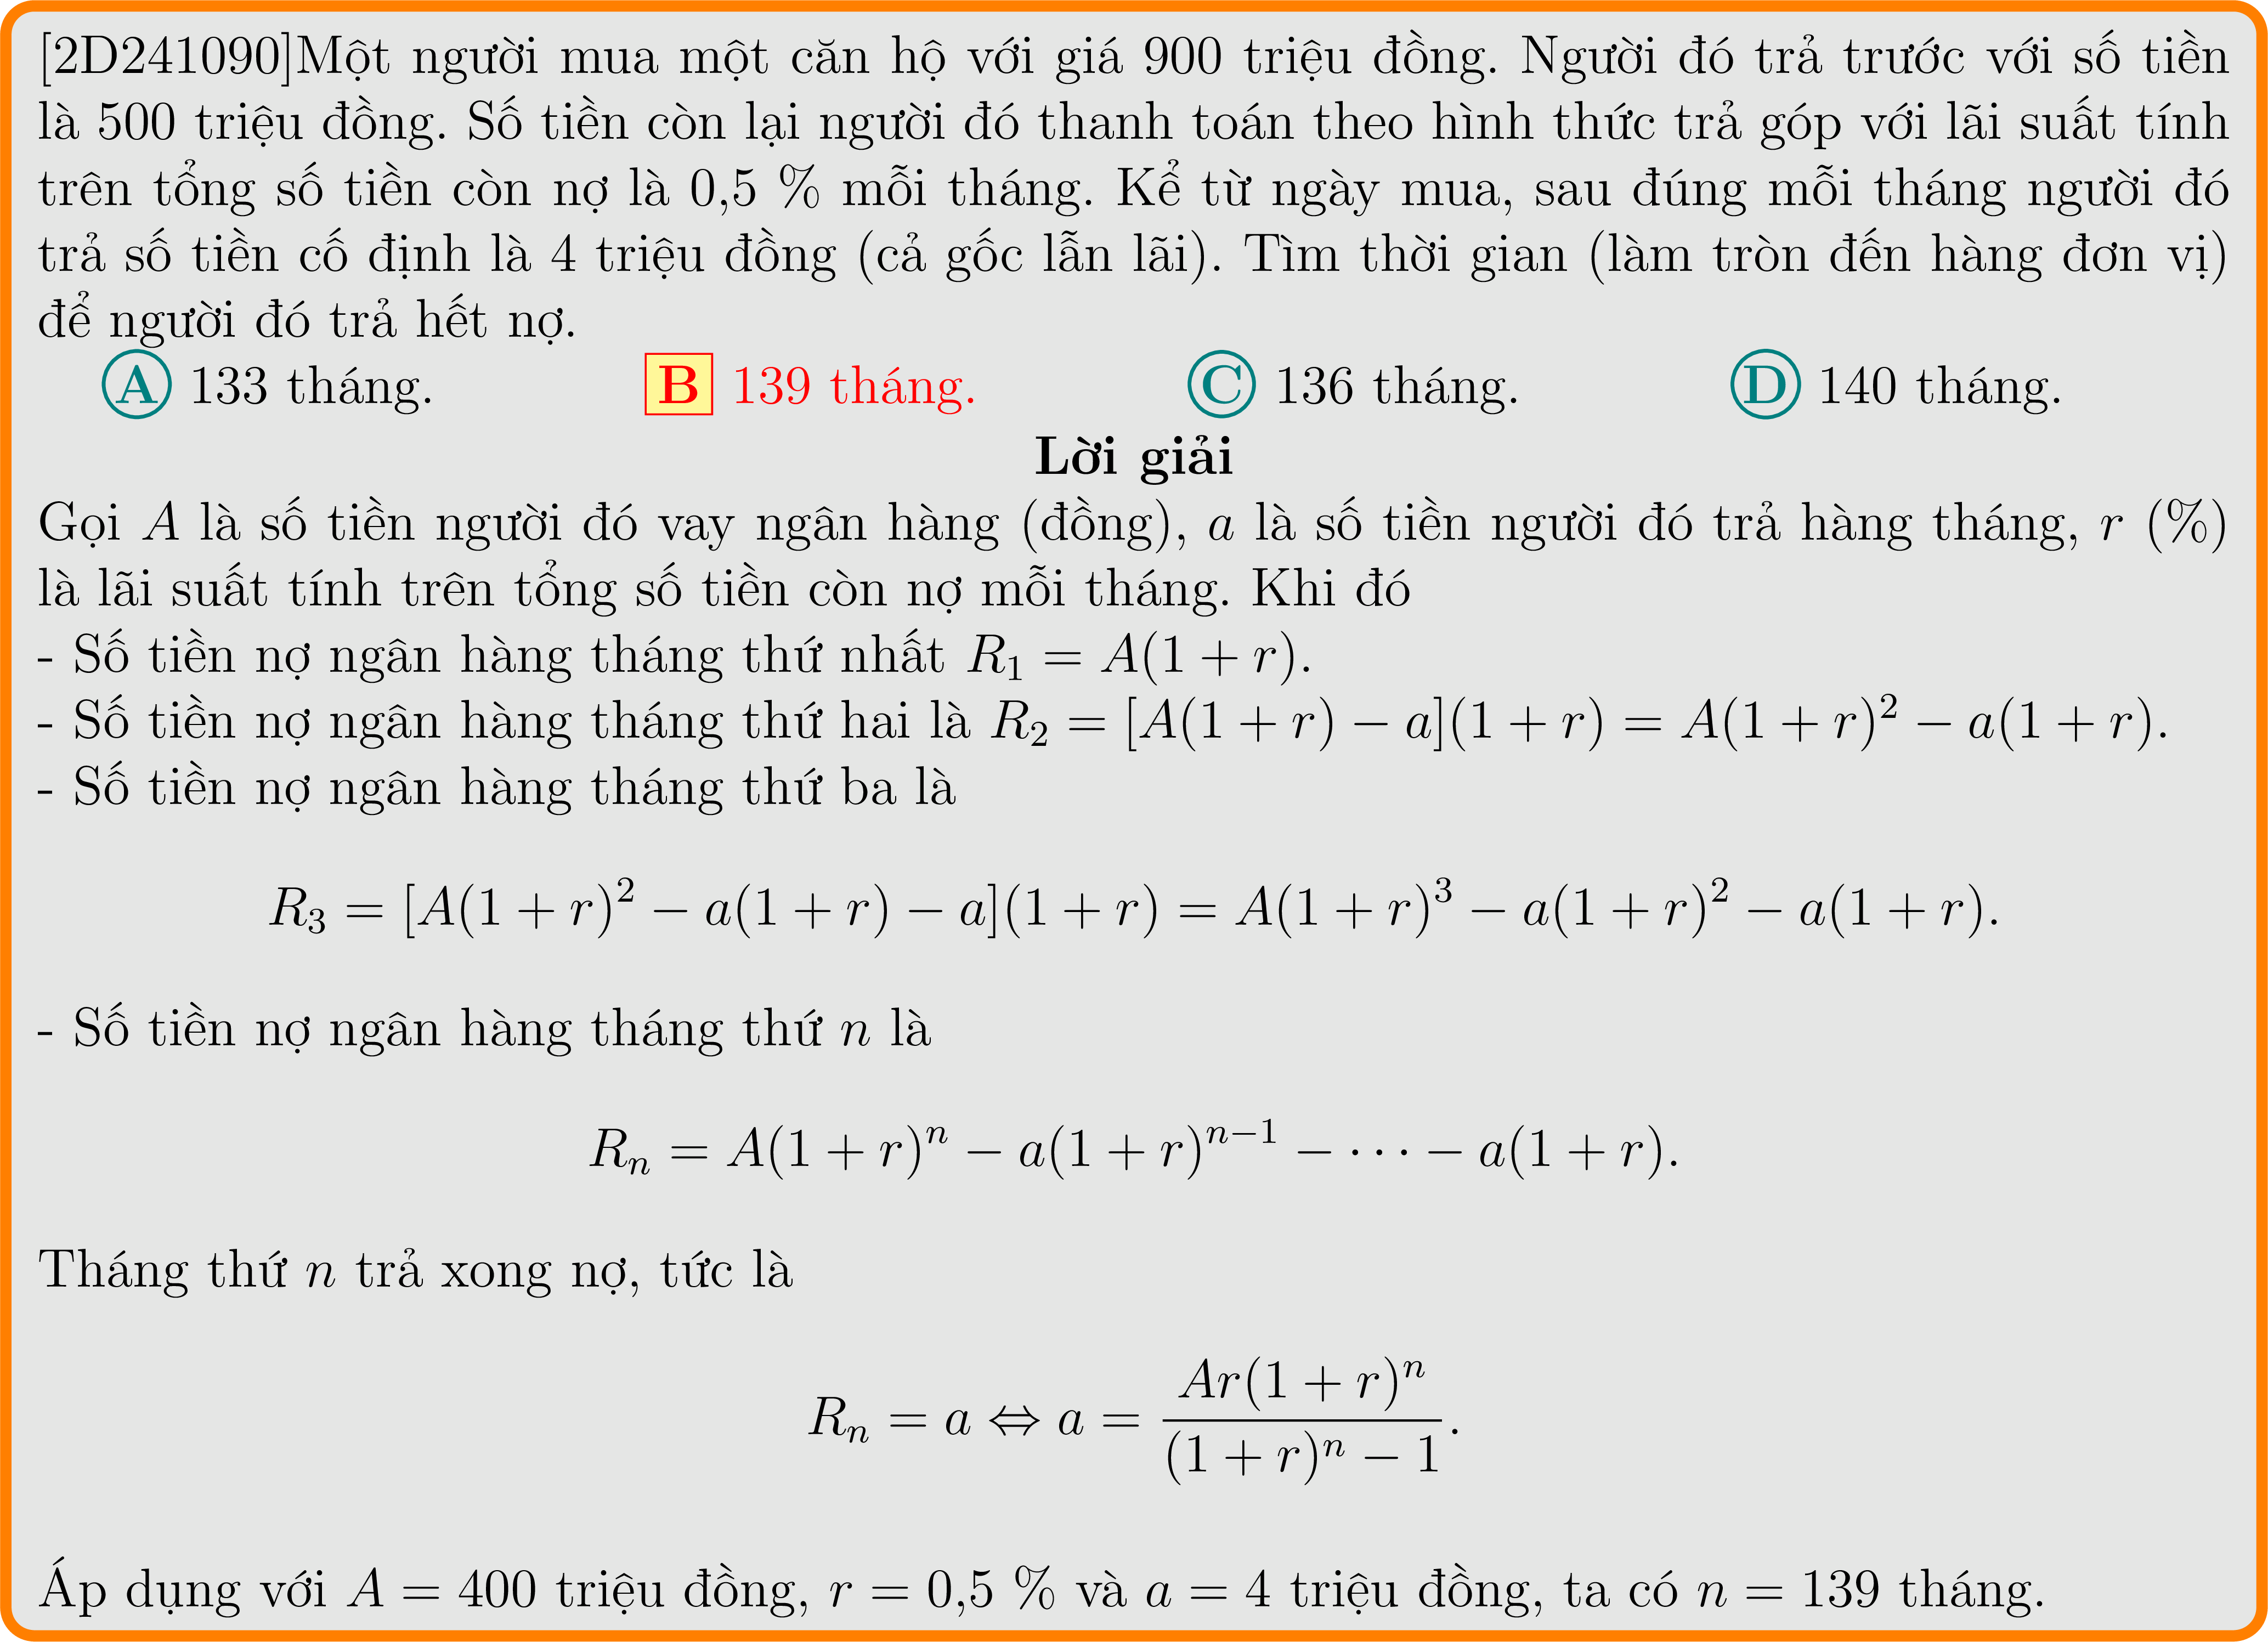 [2D241090]Một người mua một căn hộ với giá 900 triệu đồng. Người đó trả trước với số tiền
là 500 triệu đồng. Số tiền còn lại người đó thanh toán theo hình thức trả góp với lãi suất tính
trên tổng số tiền còn nợ là 0,5 % mỗi tháng. Kể từ ngày mua, sau đúng mỗi tháng người đó
trả số tiền cố định là 4 triệu đồng (cả gốc lẫn lãi). Tìm thời gian (làm tròn đến hàng đơn vị)
để người đó trả hết nợ.
A 133 tháng. B 139 tháng. C 136 tháng. D 140 tháng.
Lời giải
Gọi A là số tiền người đó vay ngân hàng (đồng), a là số tiền người đó trả hàng tháng, r (%)
là lãi suất tính trên tổng số tiền còn nợ mỗi tháng. Khi đó
- Số tiền nợ ngân hàng tháng thứ nhất R₁ = A(1 + r).
- Số tiền nợ ngân hàng tháng thứ hai là R₂ = [A(1 + r) − a](1 + r) = A(1 + r)² − a(1 + r).
- Số tiền nợ ngân hàng tháng thứ ba là
R₃ = [A(1 + r)² − a(1 + r) − a](1 + r) = A(1 + r)³ − a(1 + r)² − a(1 + r).
- Số tiền nợ ngân hàng tháng thứ n là
Rₙ = A(1 + r)ⁿ − a(1 + r)ⁿ⁻¹ − ⋯ − a(1 + r).
Tháng thứ n trả xong nợ, tức là
Rₙ = a ⇔ a = Ar(1 + r)ⁿ / (1 + r)ⁿ − 1.
Áp dụng với A = 400 triệu đồng, r = 0,5 % và a = 4 triệu đồng, ta có n = 139 tháng.